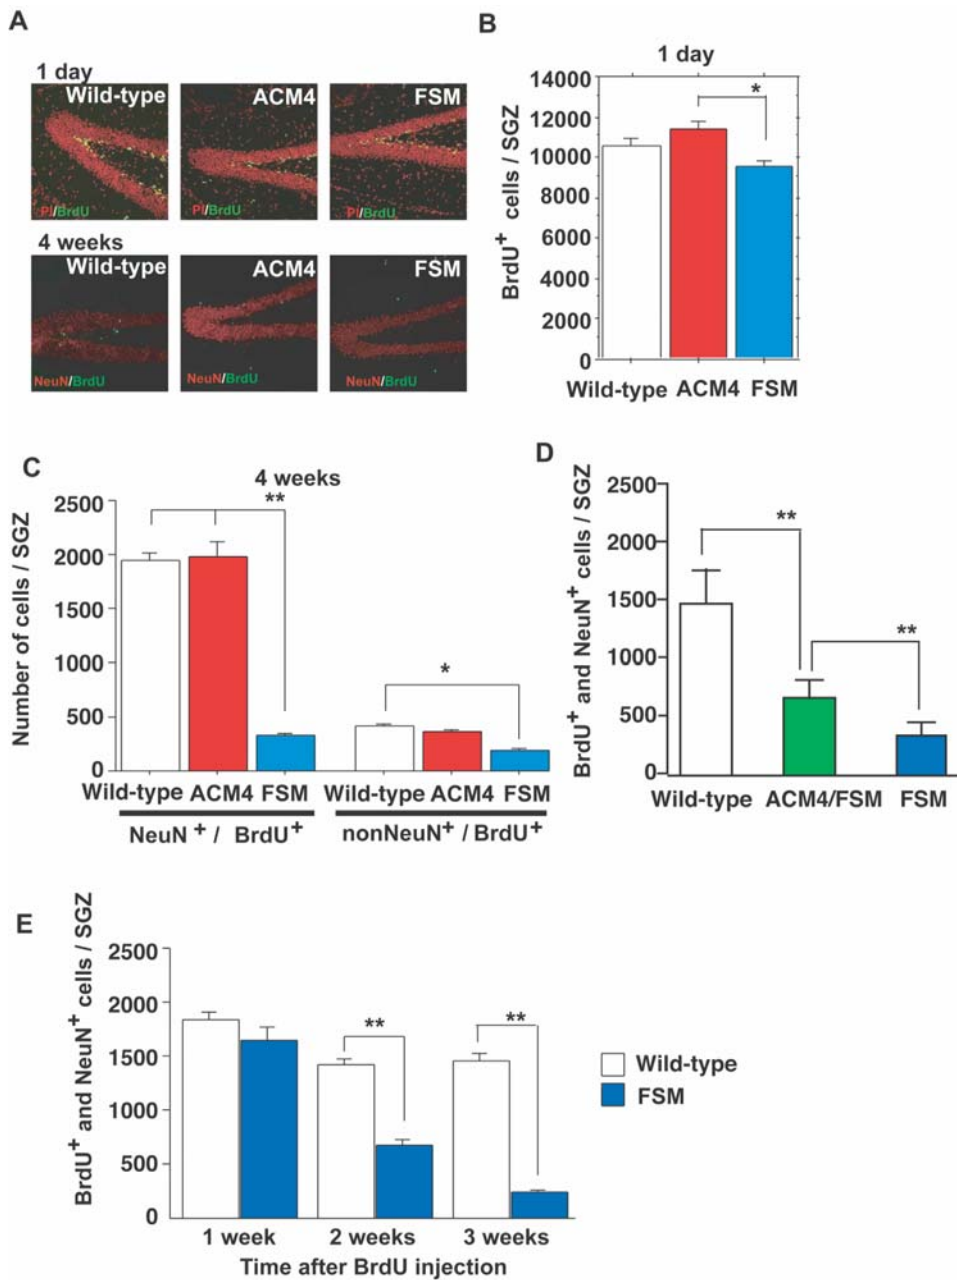 A
1 day
Wild-type
ACM4
FSM
PI/BrdU
PI/BrdU
PI/BrdU
4 weeks
Wild-type
ACM4
FSM
NeuN/BrdU
NeuN/BrdU
NeuN/BrdU
B
1 day
BrdU+ cells / SGZ
14000
12000
10000
8000
6000
4000
2000
0
*
Wild-type ACM4 FSM
C
4 weeks
**
Number of cells / SGZ
2500
2000
1500
1000
500
0
*
Wild-type ACM4 FSM Wild-type ACM4 FSM
NeuN+ / BrdU+
nonNeuN+ / BrdU+
D
BrdU+ and NeuN+ cells / SGZ
2500
2000
1500
1000
500
0
**
**
Wild-type ACM4/FSM FSM
E
BrdU+ and NeuN+ cells / SGZ
2500
2000
1500
1000
500
0
**
**
1 week 2 weeks 3 weeks
Time after BrdU injection
Wild-type
FSM